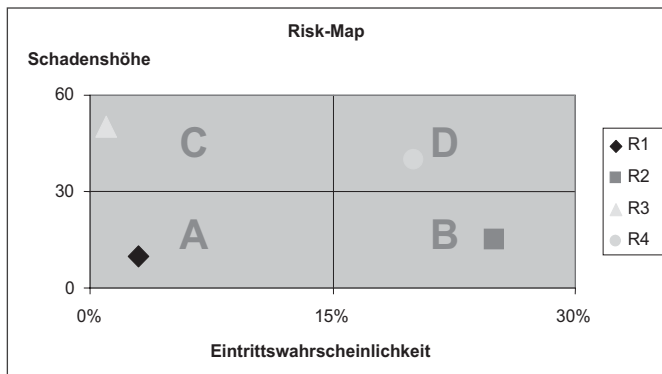 Risk-Map
Schadenshöhe
60
C D
R1
R2
30
R3
R4
A B
0
0% 15% 30%
Eintrittswahrscheinlichkeit